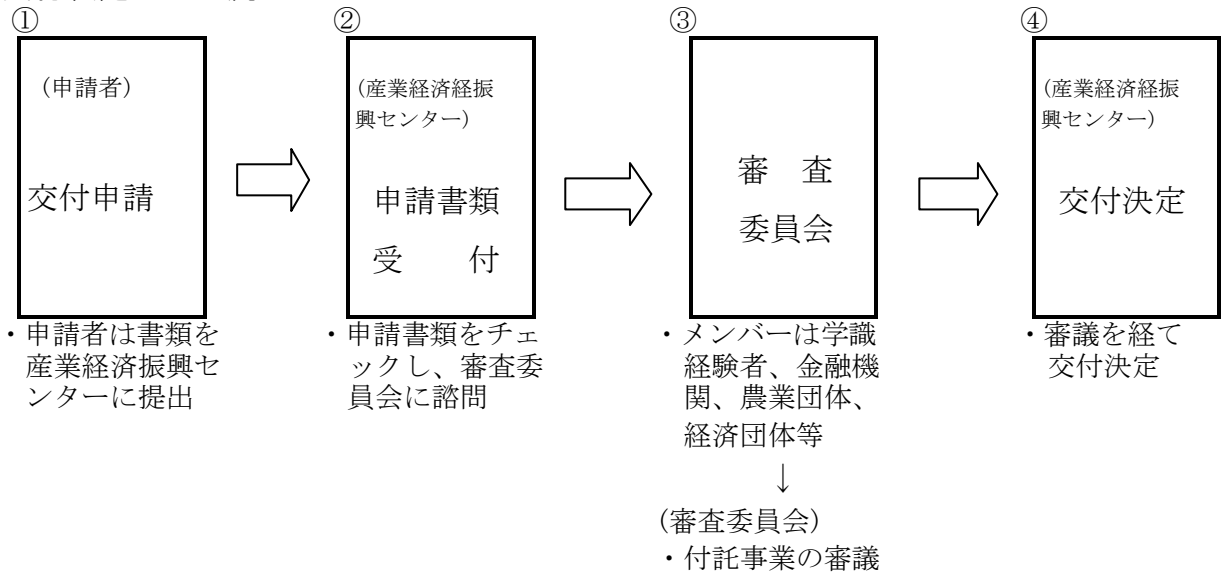 ①
(申請者)
交付申請
・申請者は書類を
産業経済振興セ
ンターに提出
②
(産業経済経振
興センター)
申請書類
受　　付
・申請書類をチェ
ックし、審査委
員会に諮問
③
審　査
委員会
・メンバーは学識
経験者、金融機
関、農業団体、
経済団体等
↓
(審査委員会)
・付託事業の審議
④
(産業経済経振
興センター)
交付決定
・審議を経て
交付決定